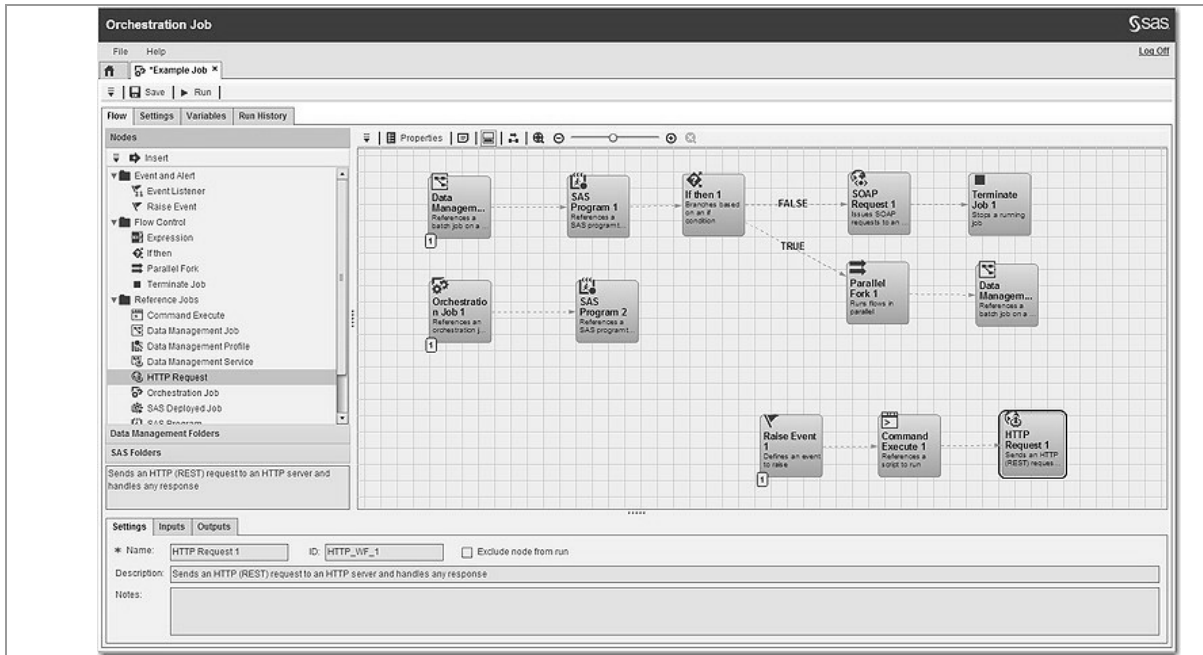 Orchestration Job
sas
File Help
Log Off
*Example Job ×
Save Run
Flow Settings Variables Run History
Nodes
Properties
Insert
Event and Alert
Event Listener
Raise Event
Flow Control
Expression
If then
Parallel Fork
Terminate Job
Reference Jobs
Command Execute
Data Management Job
Data Management Profile
Data Management Service
HTTP Request
Orchestration Job
SAS Deployed Job
SAS Program
Data Management Folders
SAS Folders
Sends an HTTP (REST) request to an HTTP server and
handles any response
Data
Managem...
References a
batch job on a ...
1
SAS
Program 1
References a
SAS programt...
If then 1
Branches based
on an if
condition
FALSE
SOAP
Request 1
Issues SOAP
requests to an ...
Terminate
Job 1
Stops a running
job
TRUE
Orchestratio
n Job 1
References an
orchestration j...
1
SAS
Program 2
References a
SAS programt...
Parallel
Fork 1
Runs flows in
parallel
Data
Managem...
References a
batch job on a ...
Raise Event
1
Defines an event
to raise
1
Command
Execute 1
References a
script to run
HTTP
Request 1
Sends an HTTP
(REST) reques...
Settings Inputs Outputs
* Name: HTTP Request 1 ID: HTTP_WF_1 Exclude node from run
Description: Sends an HTTP (REST) request to an HTTP server and handles any response
Notes: